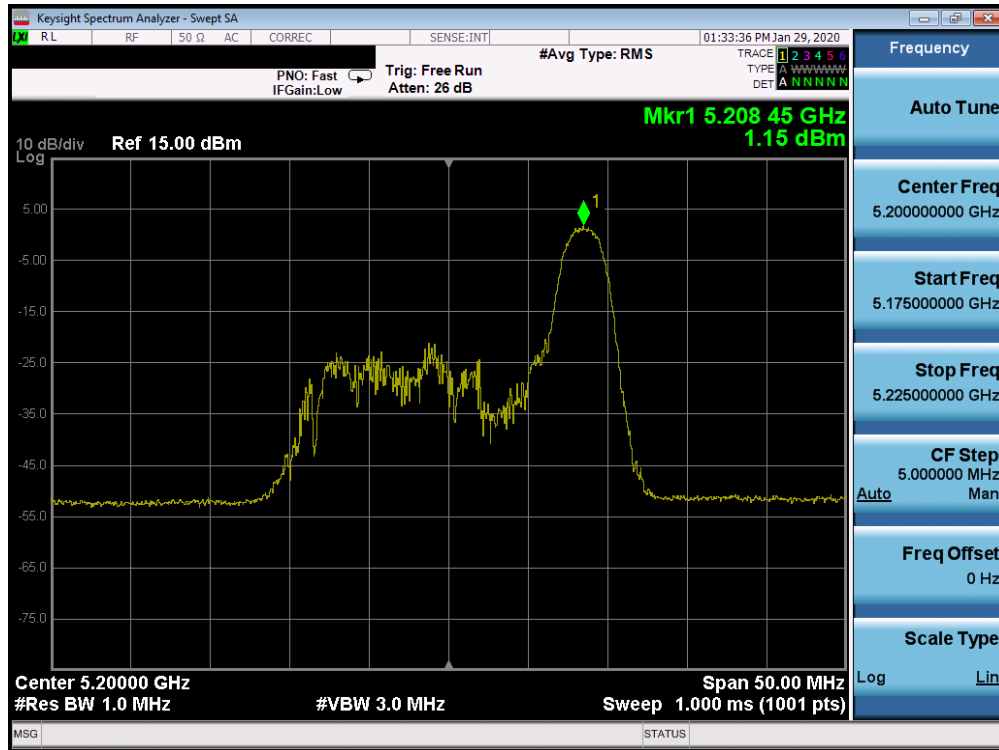 Keysight Spectrum Analyzer - Swept SA
LXI RL RF 50 Ω AC CORREC SENSE:INT 01:33:36 PM Jan 29, 2020
#Avg Type: RMS TRACE 1 2 3 4 5 6
PNO: Fast Trig: Free Run TYPE A WWWWW
IFGain:Low Atten: 26 dB DET A N N N N N
Mkr1 5.208 45 GHz
1.15 dBm
10 dB/div Ref 15.00 dBm
Log
1
5.00
-5.00
-15.0
-25.0
-35.0
-45.0
-55.0
-65.0
-75.0
Center 5.20000 GHz Span 50.00 MHz
#Res BW 1.0 MHz #VBW 3.0 MHz Sweep 1.000 ms (1001 pts)
MSG STATUS
Frequency
Auto Tune
Center Freq
5.200000000 GHz
Start Freq
5.175000000 GHz
Stop Freq
5.225000000 GHz
CF Step
5.000000 MHz
Auto Man
Freq Offset
0 Hz
Scale Type
Log Lin